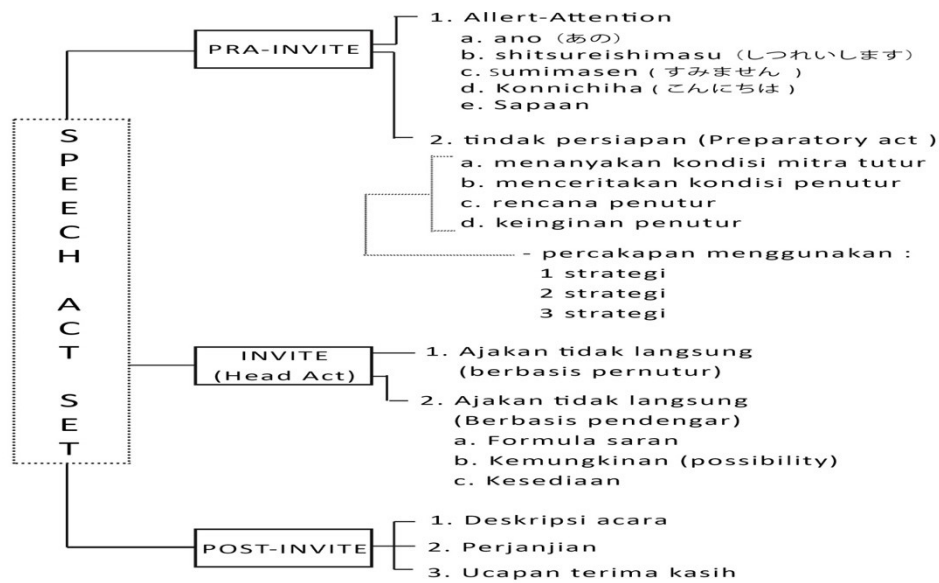 SPEECH ACT SET
PRA-INVITE
1. Allert-Attention
a. ano (あの)
b. shitsureishimasu (しつれいします)
c. sumimasen ( すみません )
d. Konnichiha ( こんにちは )
e. Sapaan
2. tindak persiapan (Preparatory act )
a. menanyakan kondisi mitra tutur
b. menceritakan kondisi penutur
c. rencana penutur
d. keinginan penutur
- percakapan menggunakan :
1 strategi
2 strategi
3 strategi
INVITE
(Head Act)
1. Ajakan tidak langsung
(berbasis pernutur)
2. Ajakan tidak langsung
(Berbasis pendengar)
a. Formula saran
b. Kemungkinan (possibility)
c. Kesediaan
POST-INVITE
1. Deskripsi acara
2. Perjanjian
3. Ucapan terima kasih